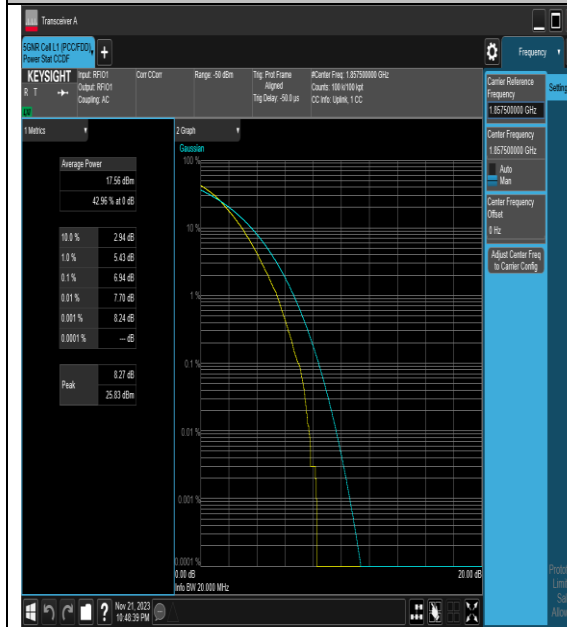 Transceiver A
5GNR Cell L1 (PCC/FDD),
Power Stat CCDF
Frequency
KEYSIGHT
R T
Input: RFIO1
Output: RFIO1
Coupling: AC
Corr CCorr
Range: -50 dBm
Trig: Prot Frame
Aligned
Trig Delay: -50.0 µs
#Center Freq: 1.857500000 GHz
Counts: 100 k/100 kpt
CC Info: Uplink, 1 CC
Carrier Reference
Frequency
1.857500000 GHz
Setting
Center Frequency
1.857500000 GHz
Auto
Man
Center Frequency
Offset
0 Hz
Adjust Center Freq
to Carrier Config
1 Metrics
Average Power
17.56 dBm
42.96 % at 0 dB
10.0 % 2.94 dB
1.0 % 5.43 dB
0.1 % 6.94 dB
0.01 % 7.70 dB
0.001 % 8.24 dB
0.0001 % --- dB
Peak
8.27 dB
25.83 dBm
2 Graph
Gaussian
100 %
10 %
1 %
0.1 %
0.01 %
0.001 %
0.0001 %
0.00 dB
20.00 dB
Info BW 20.000 MHz
Nov 21, 2023
10:48:39 PM